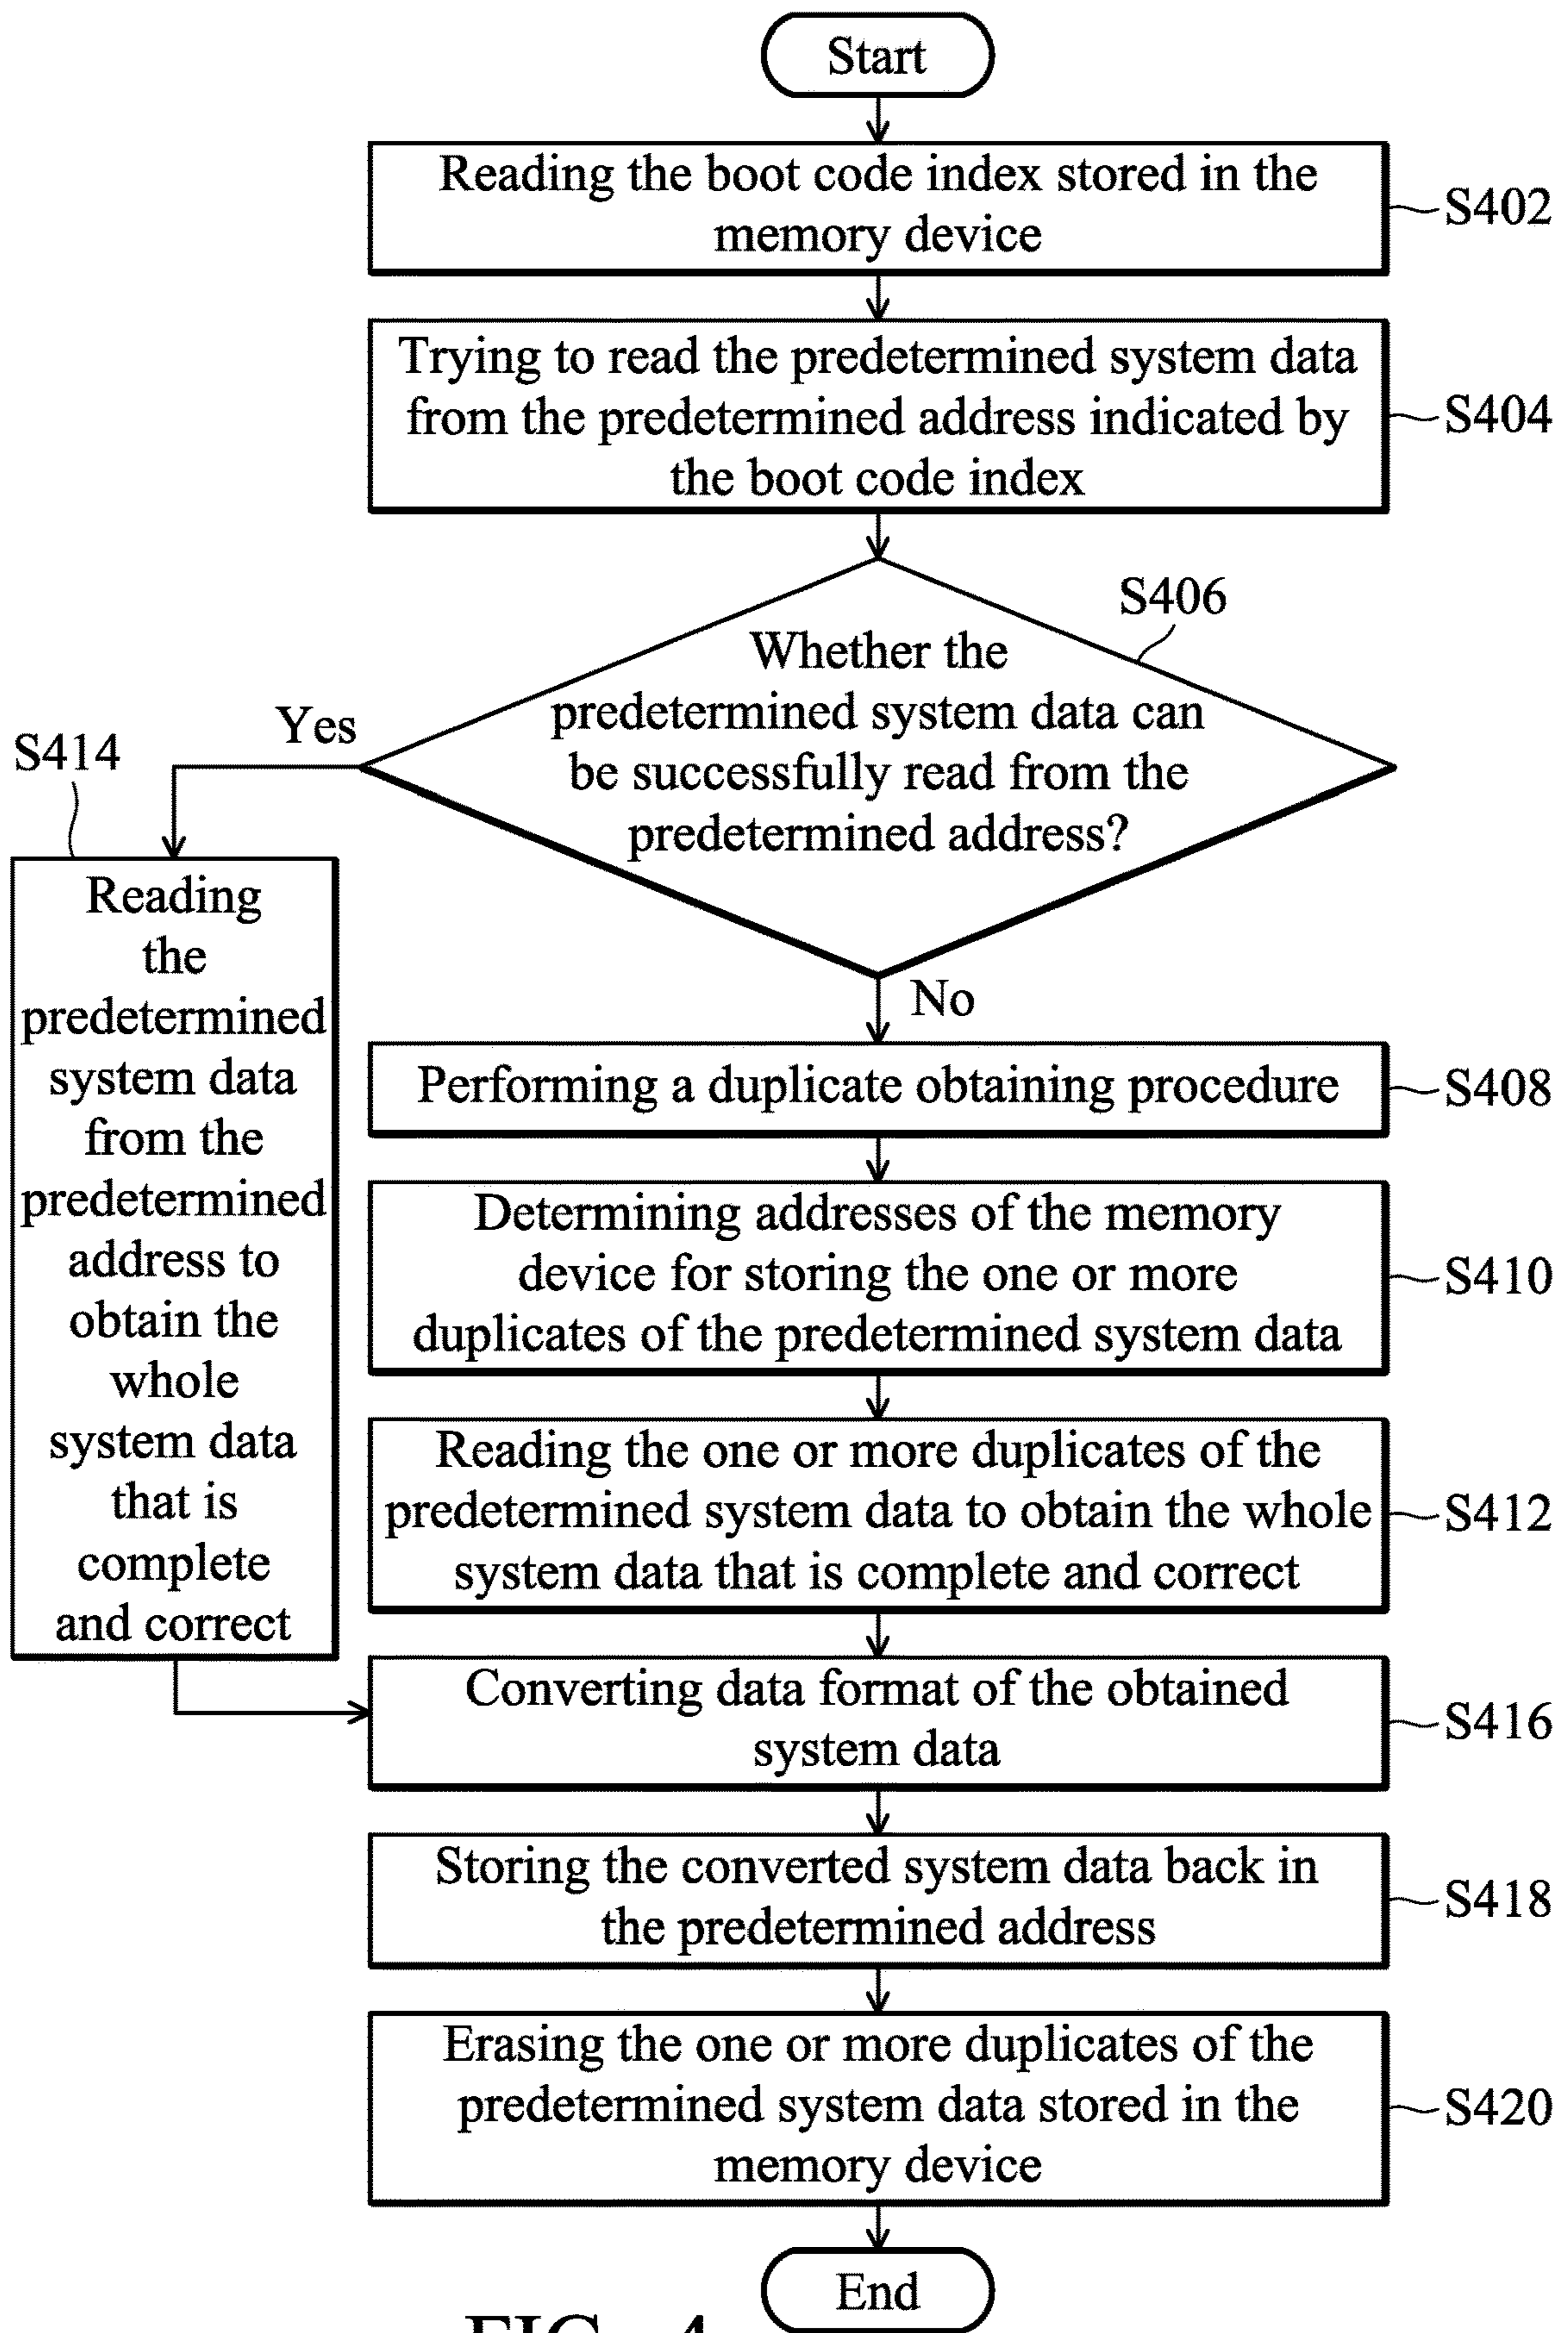 Start
Reading the boot code index stored in the
memory device
S402
Trying to read the predetermined system data
from the predetermined address indicated by
the boot code index
S404
S406
Whether the
predetermined system data can
be successfully read from the
predetermined address?
Yes
S414
Reading
the
predetermined
system data
from the
predetermined
address to
obtain the
whole
system data
that is
complete
and correct
No
Performing a duplicate obtaining procedure
S408
Determining addresses of the memory
device for storing the one or more
duplicates of the predetermined system data
S410
Reading the one or more duplicates of the
predetermined system data to obtain the whole
system data that is complete and correct
S412
Converting data format of the obtained
system data
S416
Storing the converted system data back in
the predetermined address
S418
Erasing the one or more duplicates of the
predetermined system data stored in the
memory device
S420
End
FIG. 4